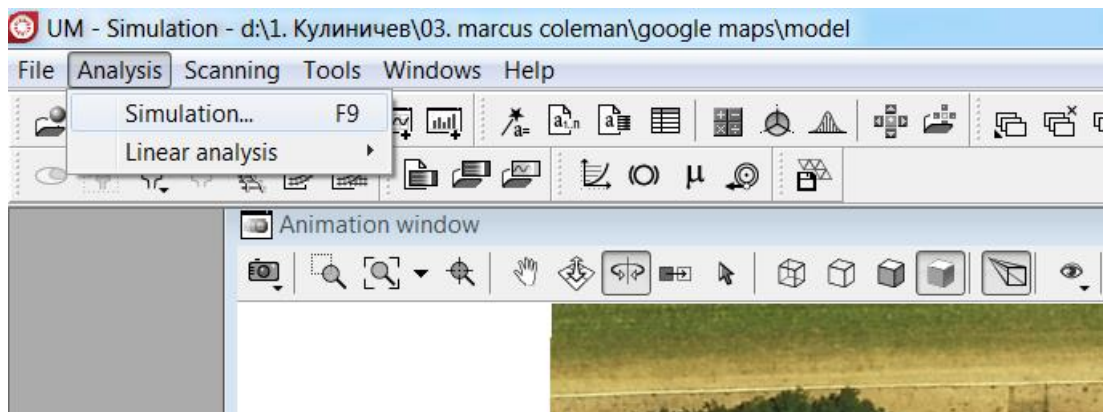 UM - Simulation - d:\1. Кулиничев\03. marcus coleman\google maps\model
File Analysis Scanning Tools Windows Help
Simulation... F9
Linear analysis
Animation window